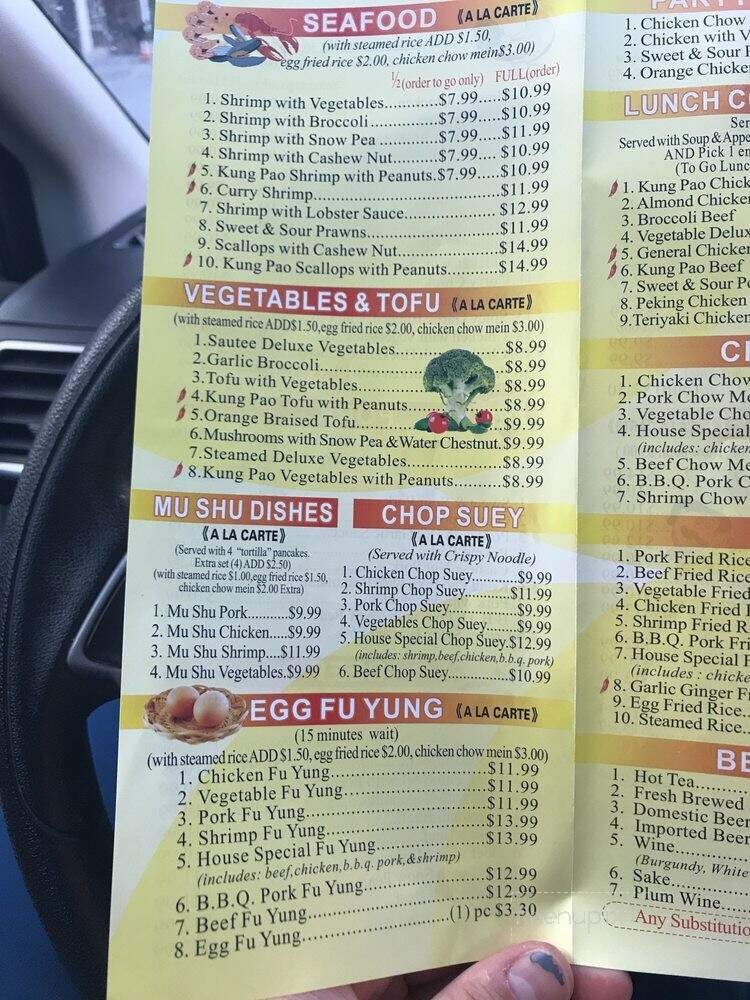 SEAFOOD 《A LA CARTE》
(with steamed rice ADD $1.50,
egg fried rice $2.00, chicken chow mein$3.00)
½(order to go only) FULL(order)
1. Shrimp with Vegetables...........$7.99.....$10.99
2. Shrimp with Broccoli..............$7.99.....$10.99
3. Shrimp with Snow Pea ............$7.99.....$11.99
4. Shrimp with Cashew Nut.........$7.99.... $10.99
5. Kung Pao Shrimp with Peanuts.$7.99.....$10.99
6. Curry Shrimp.......................................$11.99
7. Shrimp with Lobster Sauce.................. $12.99
8. Sweet & Sour Prawns...........................$11.99
9. Scallops with Cashew Nut....................$14.99
10. Kung Pao Scallops with Peanuts..........$14.99
VEGETABLES & TOFU 《A LA CARTE》
(with steamed rice ADD$1.50,egg fried rice $2.00, chicken chow mein $3.00)
1.Sautee Deluxe Vegetables......................$8.99
2.Garlic Broccoli.......................................$8.99
3.Tofu with Vegetables..............................$8.99
4.Kung Pao Tofu with Peanuts..................$8.99
5.Orange Braised Tofu..............................$9.99
6.Mushrooms with Snow Pea &Water Chestnut.$9.99
7.Steamed Deluxe Vegetables...................$8.99
8.Kung Pao Vegetables with Peanuts.........$8.99
MU SHU DISHES
《A LA CARTE》
(Served with 4 "tortilla" pancakes.
Extra set (4) ADD $2.50)
(with steamed rice $1.00,egg fried rice $1.50,
chicken chow mein $2.00 Extra)
1. Mu Shu Pork...........$9.99
2. Mu Shu Chicken.....$9.99
3. Mu Shu Shrimp....$11.99
4. Mu Shu Vegetables.$9.99
CHOP SUEY
《A LA CARTE》
(Served with Crispy Noodle)
1. Chicken Chop Suey...........$9.99
2. Shrimp Chop Suey...........$11.99
3. Pork Chop Suey.................$9.99
4. Vegetables Chop Suey.......$9.99
5. House Special Chop Suey.$12.99
(includes: shrimp,beef,chicken,b.b.q. pork)
6. Beef Chop Suey...............$10.99
EGG FU YUNG 《A LA CARTE》
(15 minutes wait)
(with steamed rice ADD $1.50, egg fried rice $2.00, chicken chow mein $3.00)
1. Chicken Fu Yung.............................$11.99
2. Vegetable Fu Yung..........................$11.99
3. Pork Fu Yung...................................$11.99
4. Shrimp Fu Yung...............................$13.99
5. House Special Fu Yung....................$13.99
(includes: beef,chicken,b.b.q. pork,&shrimp)
6. B.B.Q. Pork Fu Yung........................$12.99
7. Beef Fu Yung....................................$12.99
8. Egg Fu Yung.............................(1) pc $3.30
1. Chicken Chow
2. Chicken with V
3. Sweet & Sour
4. Orange Chicke
LUNCH C
Ser
Served with Soup & Appe
AND Pick 1 en
(To Go Lunc
1. Kung Pao Chick
2. Almond Chicken
3. Broccoli Beef
4. Vegetable Delux
5. General Chicken
6. Kung Pao Beef
7. Sweet & Sour Po
8. Peking Chicken
9.Teriyaki Chicken
1. Chicken Chow
2. Pork Chow Me
3. Vegetable Cho
4. House Special
(includes: chicken
5. Beef Chow Me
6. B.B.Q. Pork C
7. Shrimp Chow
1. Pork Fried Rice
2. Beef Fried Rice
3. Vegetable Fried
4. Chicken Fried
5. Shrimp Fried R
6. B.B.Q. Pork Fri
7. House Special F
(includes : chicke
8. Garlic Ginger Fr
9. Egg Fried Rice.
10. Steamed Rice..
BE
1. Hot Tea..........
2. Fresh Brewed
3. Domestic Beer
4. Imported Beer
5. Wine..............
(Burgundy, White
6. Sake...............
7. Plum Wine.....
Any Substitutio